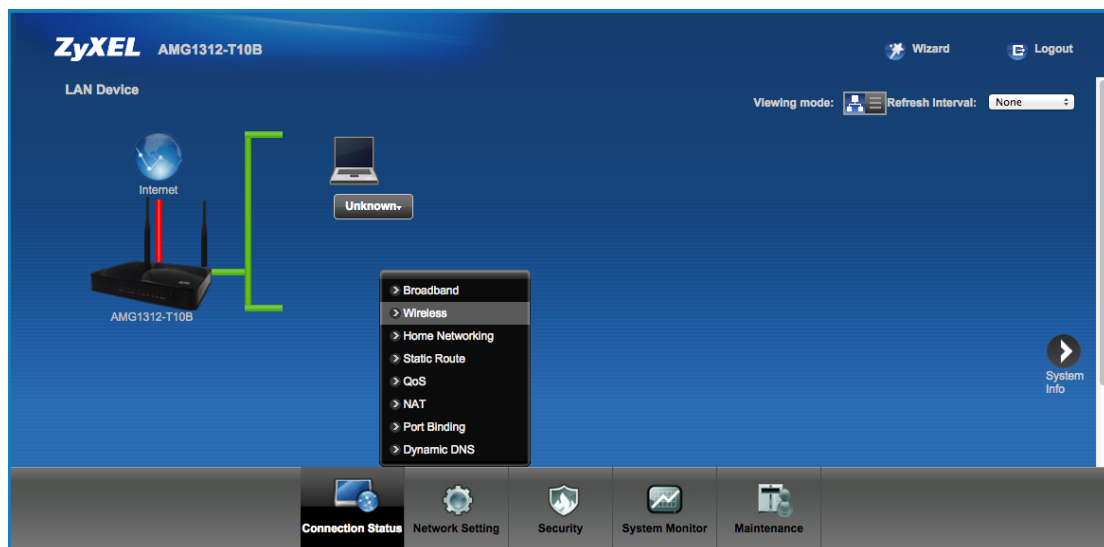 ZyXEL AMG1312-T10B
Wizard
Logout
LAN Device
Viewing mode:
Refresh Interval:
None
Internet
Unknown
AMG1312-T10B
Broadband
Wireless
Home Networking
Static Route
QoS
NAT
Port Binding
Dynamic DNS
System
Info
Connection Status
Network Setting
Security
System Monitor
Maintenance